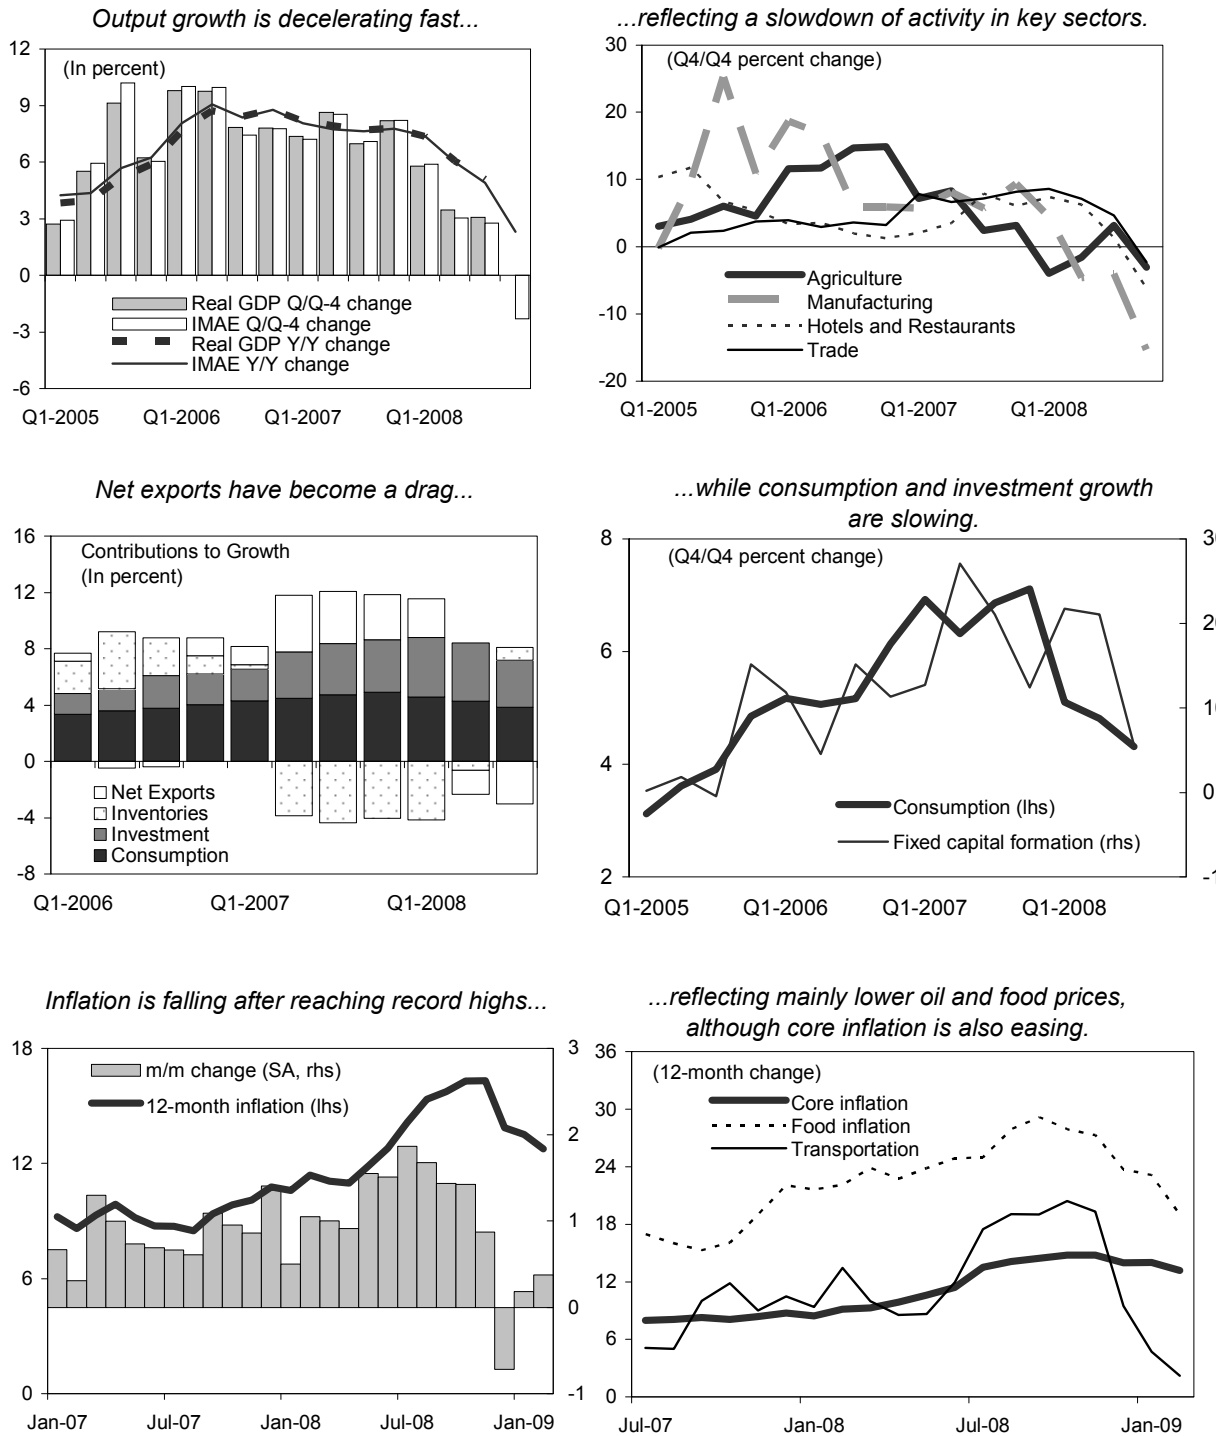 Output growth is decelerating fast...
12
(In percent)
9
6
3
0
Real GDP Q/Q-4 change
IMAE Q/Q-4 change
-3
Real GDP Y/Y change
IMAE Y/Y change
-6
Q1-2005 Q1-2006 Q1-2007 Q1-2008
...reflecting a slowdown of activity in key sectors.
30
(Q4/Q4 percent change)
20
10
0
Agriculture
Manufacturing
-10
Hotels and Restaurants
Trade
-20
Q1-2005 Q1-2006 Q1-2007 Q1-2008
Net exports have become a drag...
16
Contributions to Growth
(In percent)
12
8
4
0
Net Exports
Inventories
-4
Investment
Consumption
-8
Q1-2006 Q1-2007 Q1-2008
...while consumption and investment growth
are slowing.
8 30
(Q4/Q4 percent change)
20
6
10
4
0
Consumption (lhs)
Fixed capital formation (rhs)
2 -1
Q1-2005 Q1-2006 Q1-2007 Q1-2008
Inflation is falling after reaching record highs...
18 3
m/m change (SA, rhs)
12-month inflation (lhs)
2
12
1
6
0
0 -1
Jan-07 Jul-07 Jan-08 Jul-08 Jan-09
...reflecting mainly lower oil and food prices,
although core inflation is also easing.
36
(12-month change)
Core inflation
30
Food inflation
Transportation
24
18
12
6
0
Jul-07 Jan-08 Jul-08 Jan-09